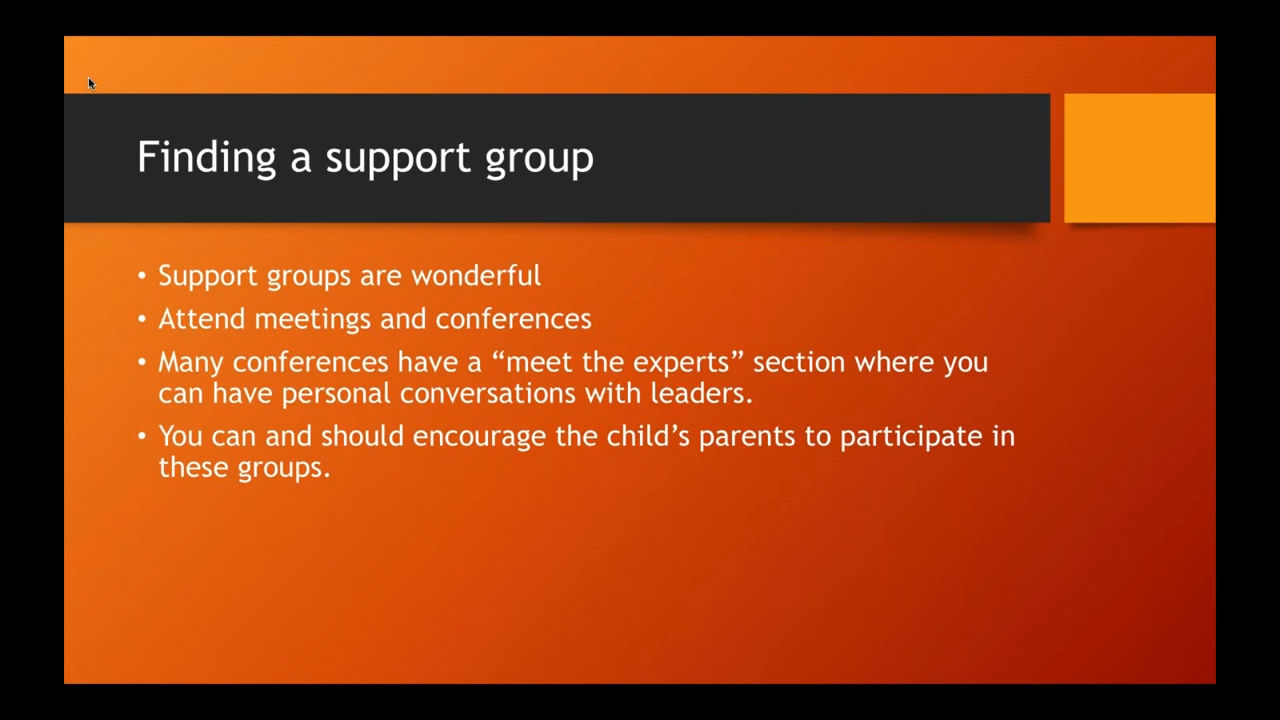 Finding a support group
• Support groups are wonderful
• Attend meetings and conferences
• Many conferences have a “meet the experts” section where you
can have personal conversations with leaders.
• You can and should encourage the child’s parents to participate in
these groups.